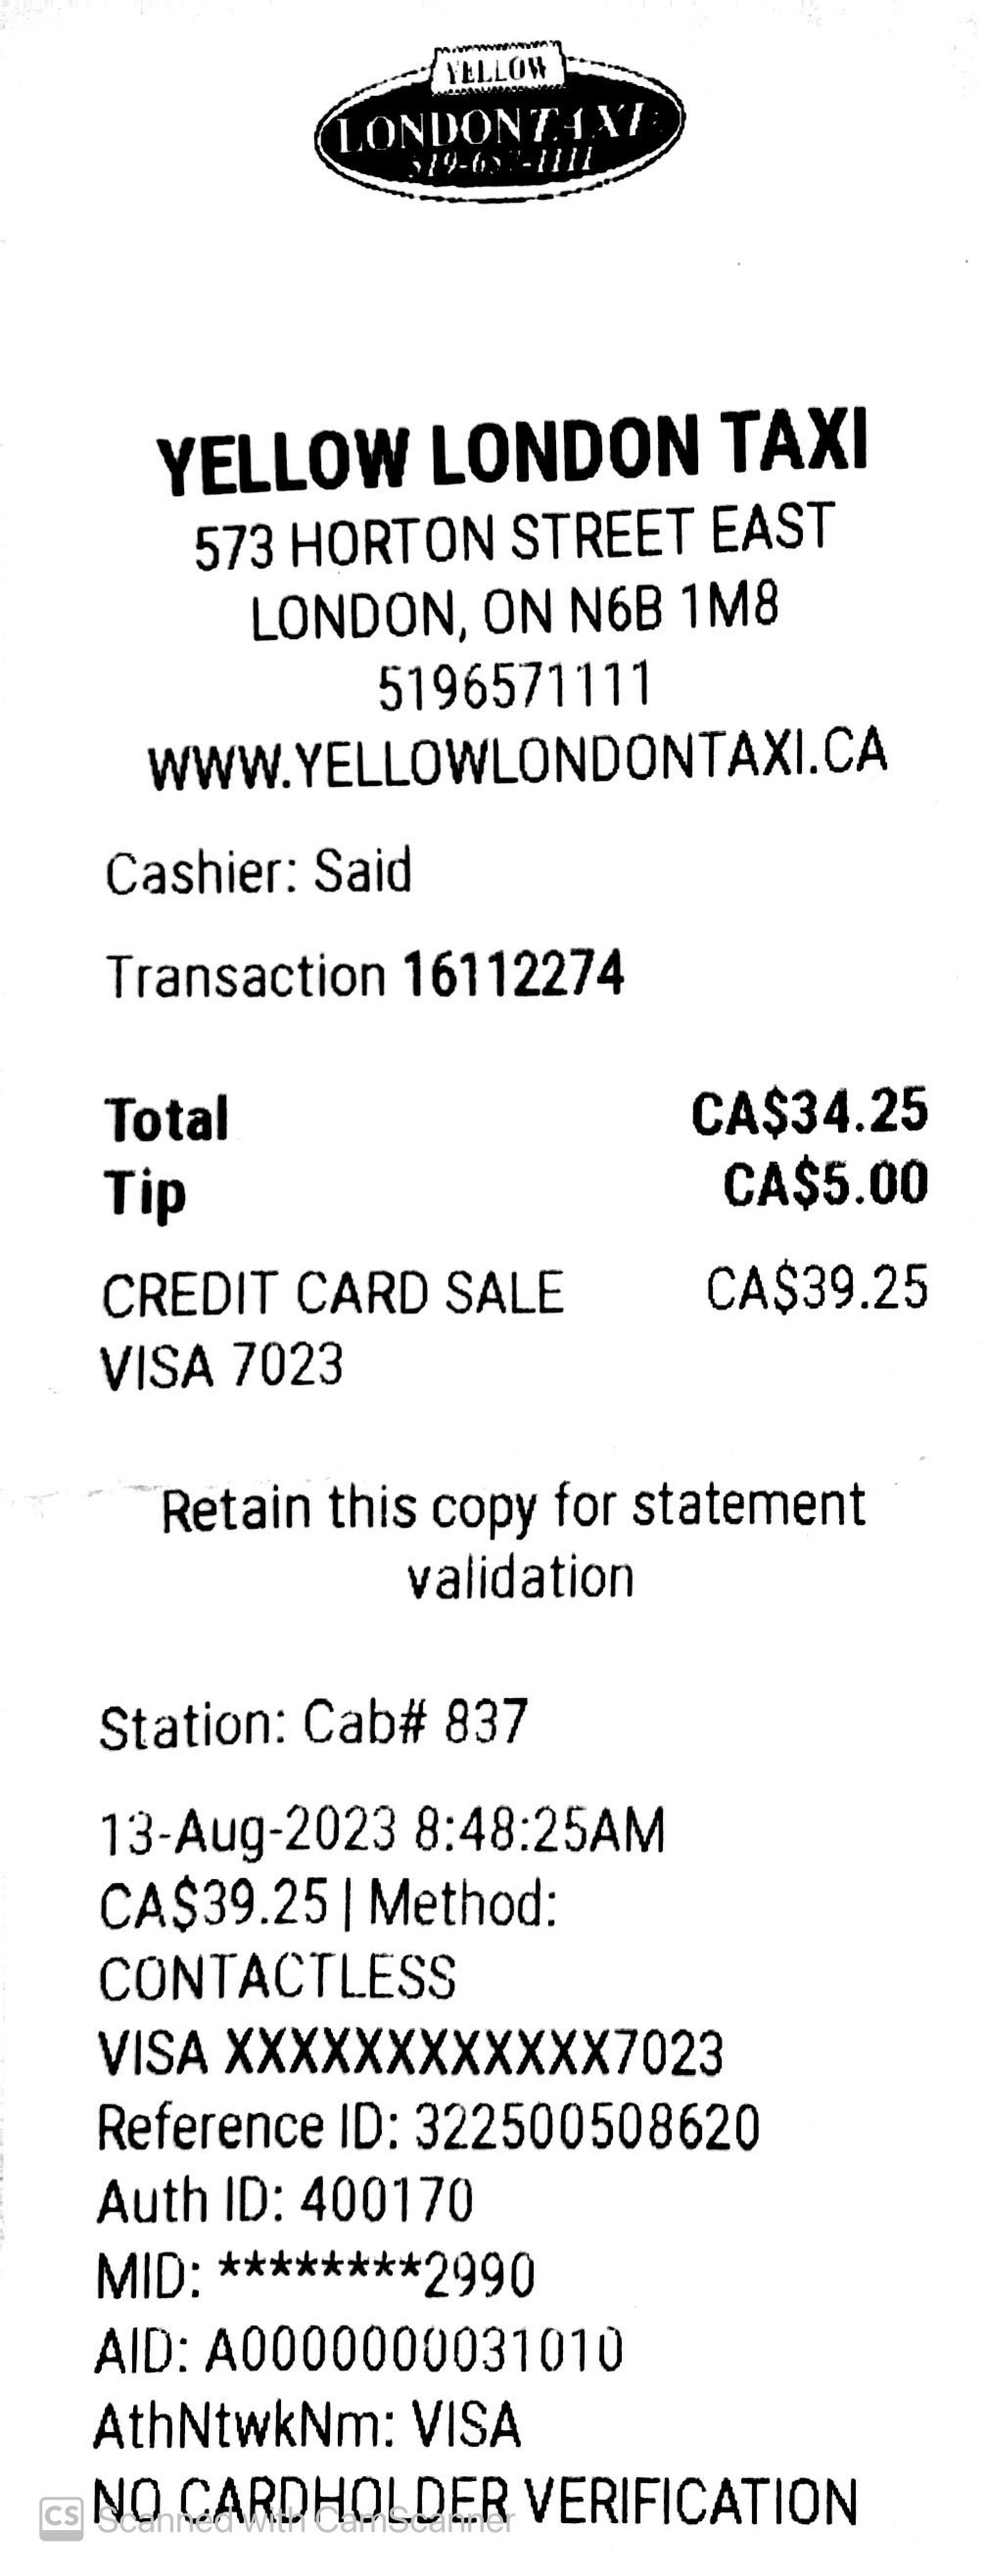 YELLOW
LONDON TAXI
YELLOW LONDON TAXI
573 HORTON STREET EAST
LONDON, ON N6B 1M8
5196571111
WWW.YELLOWLONDONTAXI.CA
Cashier: Said
Transaction 16112274
Total CA$34.25
Tip CA$5.00
CREDIT CARD SALE CA$39.25
VISA 7023
Retain this copy for statement
validation
Station: Cab# 837
13-Aug-2023 8:48:25AM
CA$39.25 | Method:
CONTACTLESS
VISA XXXXXXXXXXXX7023
Reference ID: 322500508620
Auth ID: 400170
MID: ********2990
AID: A0000000031010
AthNtwkNm: VISA
NO CARDHOLDER VERIFICATION
CS Scanned with CamScanner